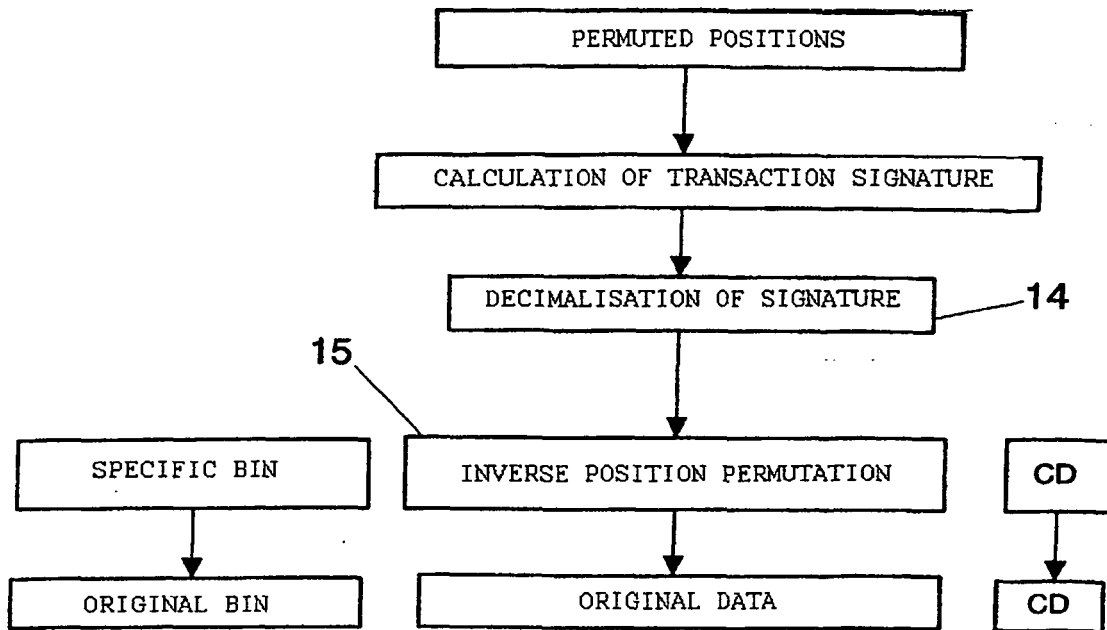 PERMUTED POSITIONS
CALCULATION OF TRANSACTION SIGNATURE
DECIMALISATION OF SIGNATURE
14
15
SPECIFIC BIN
INVERSE POSITION PERMUTATION
CD
ORIGINAL BIN
ORIGINAL DATA
CD